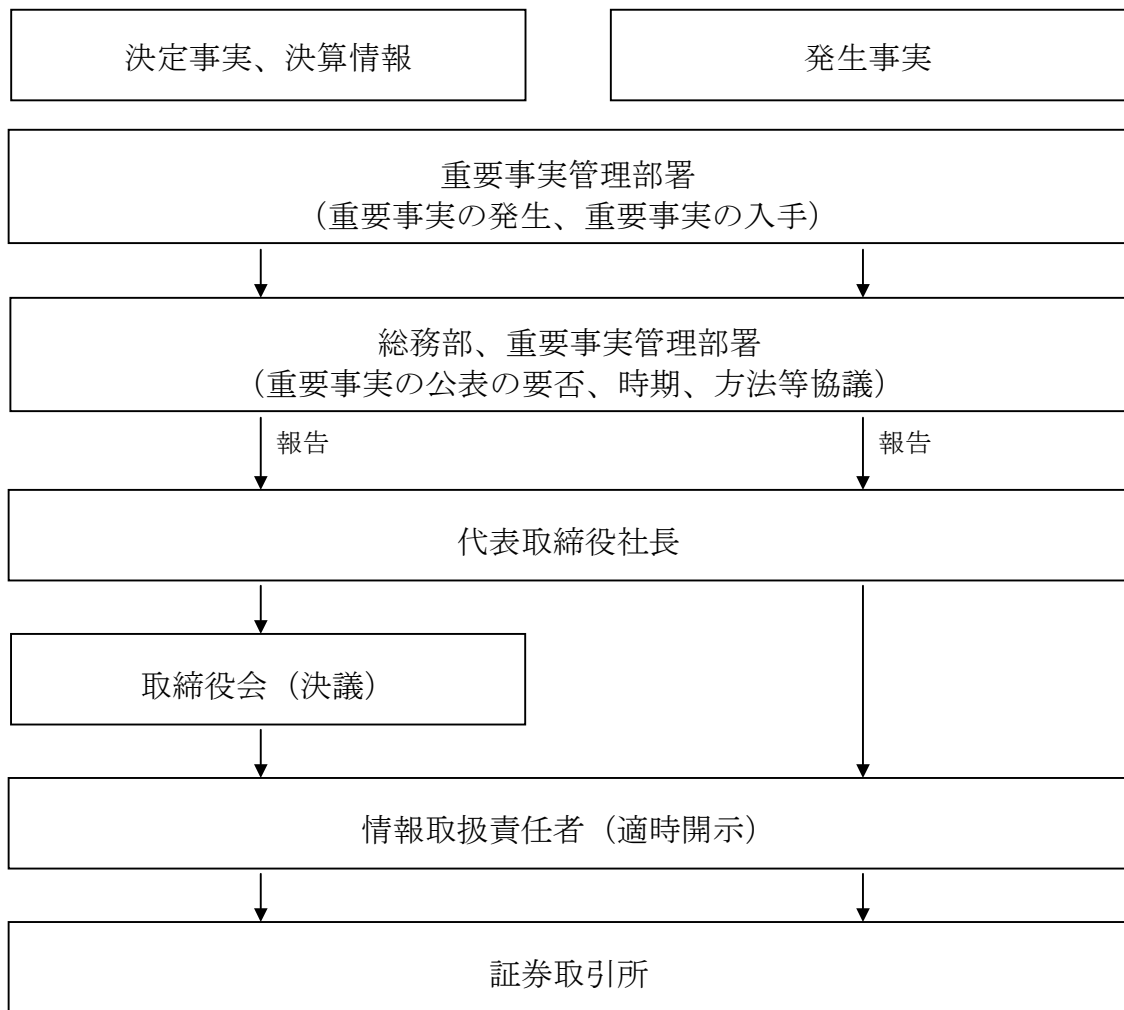 決定事実、決算情報
発生事実
重要事実管理部署
（重要事実の発生、重要事実の入手）
総務部、重要事実管理部署
（重要事実の公表の要否、時期、方法等協議）
報告
報告
代表取締役社長
取締役会（決議）
情報取扱責任者（適時開示）
証券取引所